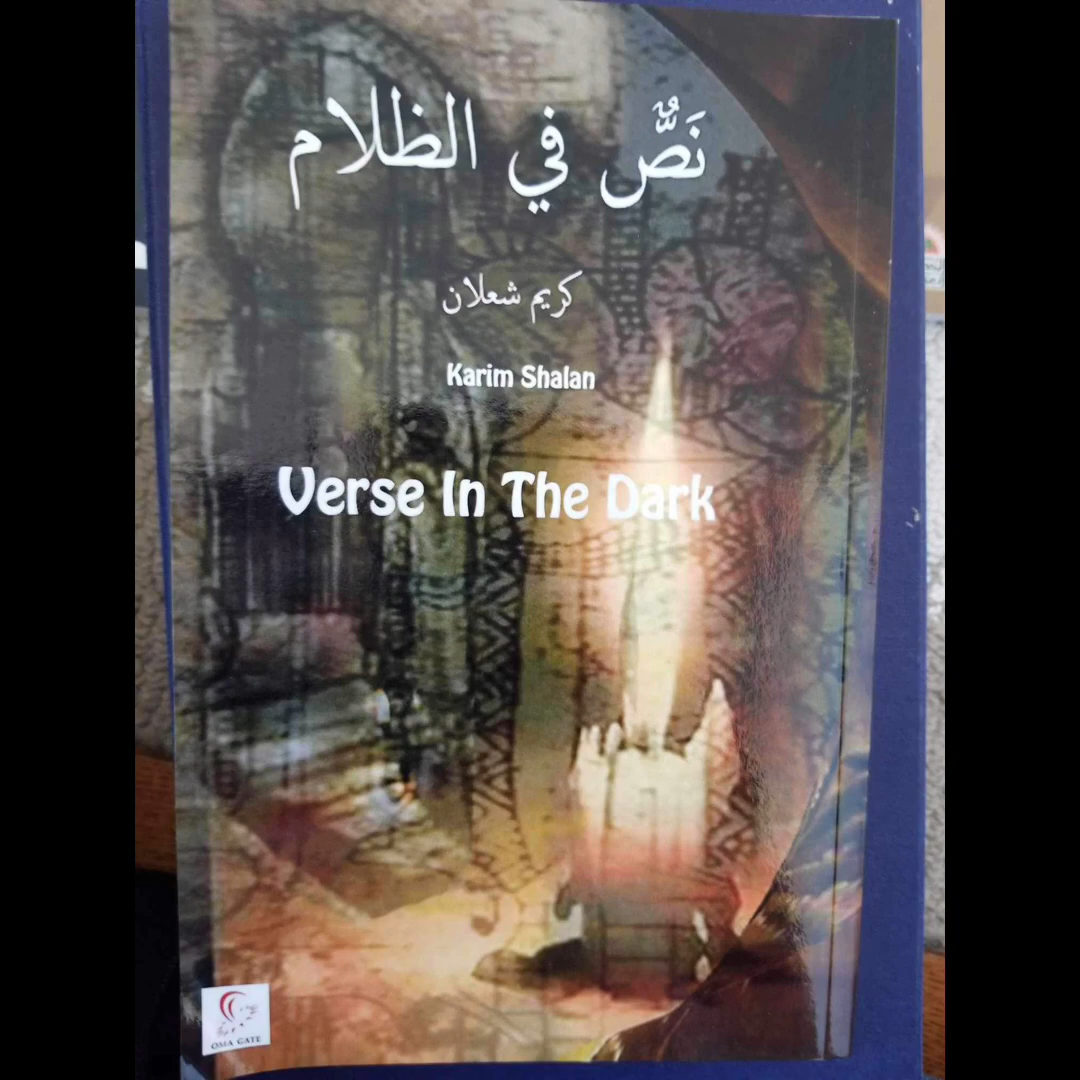 نَصٌّ في الظلام
كريم شعلان
Karim Shalan
Verse In The Dark
OMA GATE